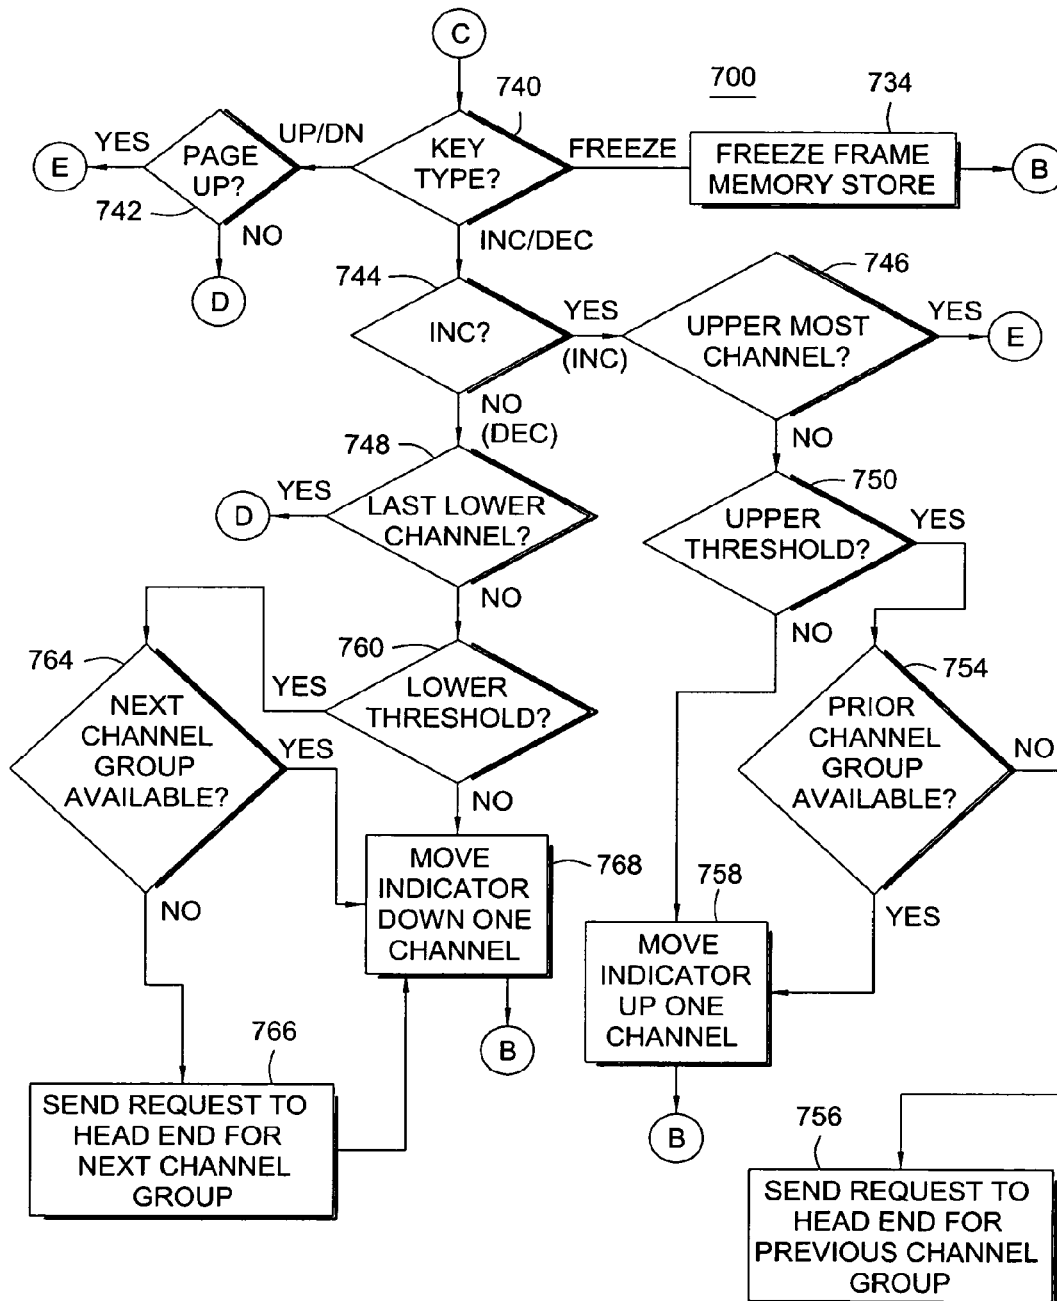 C
700
740
734
YES
UP/DN
E
PAGE
UP?
KEY
TYPE?
FREEZE
FREEZE FRAME
MEMORY STORE
B
742
NO
D
INC/DEC
744
746
INC?
YES
(INC)
UPPER MOST
CHANNEL?
YES
E
NO
(DEC)
NO
748
750
YES
D
LAST LOWER
CHANNEL?
UPPER
THRESHOLD?
YES
NO
NO
764
760
754
YES
NEXT
CHANNEL
GROUP
AVAILABLE?
YES
LOWER
THRESHOLD?
PRIOR
CHANNEL
GROUP
AVAILABLE?
NO
NO
NO
MOVE
INDICATOR
DOWN ONE
CHANNEL
768
758
YES
MOVE
INDICATOR
UP ONE
CHANNEL
B
766
SEND REQUEST TO
HEAD END FOR
NEXT CHANNEL
GROUP
B
756
SEND REQUEST TO
HEAD END FOR
PREVIOUS CHANNEL
GROUP